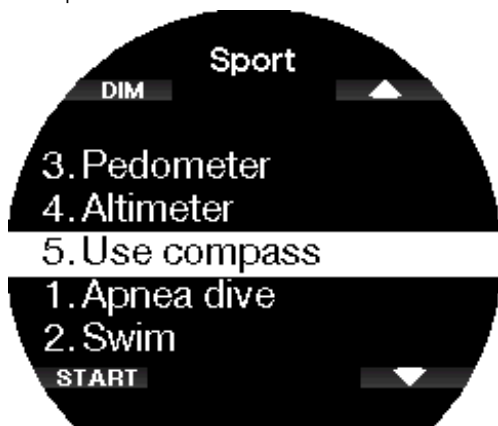 Sport
DIM
3. Pedometer
4. Altimeter
5. Use compass
1. Apnea dive
2. Swim
START